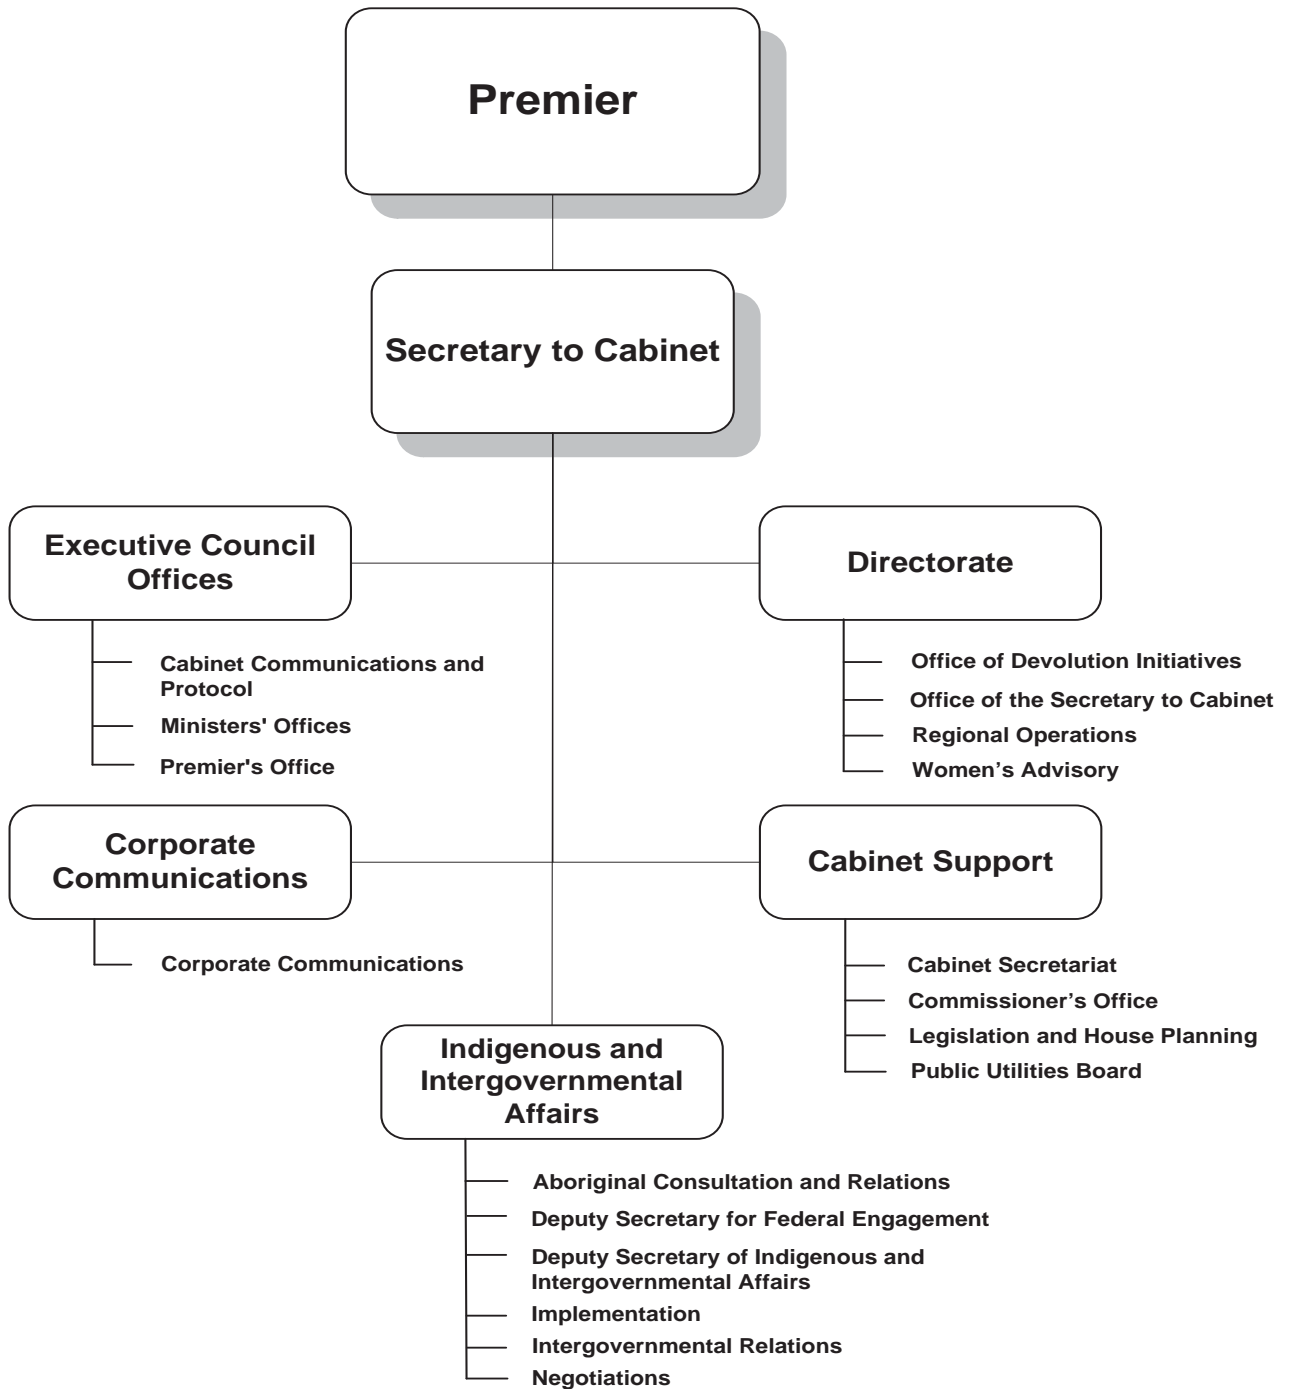 Premier
Secretary to Cabinet
Executive Council
Offices
Cabinet Communications and
Protocol
Ministers' Offices
Premier's Office
Directorate
Office of Devolution Initiatives
Office of the Secretary to Cabinet
Regional Operations
Women’s Advisory
Corporate
Communications
Corporate Communications
Cabinet Support
Cabinet Secretariat
Commissioner’s Office
Legislation and House Planning
Public Utilities Board
Indigenous and
Intergovernmental
Affairs
Aboriginal Consultation and Relations
Deputy Secretary for Federal Engagement
Deputy Secretary of Indigenous and
Intergovernmental Affairs
Implementation
Intergovernmental Relations
Negotiations